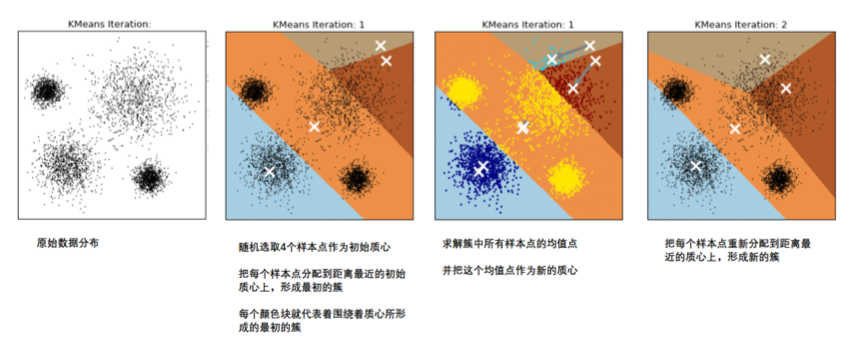 KMeans Iteration:
KMeans Iteration: 1
KMeans Iteration: 1
KMeans Iteration: 2
原始数据分布
随机选取4个样本点作为初始质心
把每个样本点分配到距离最近的初始
质心上，形成最初的簇
每个颜色块就代表着围绕着质心所形
成的最初的簇
求解簇中所有样本点的均值点
并把这个均值点作为新的质心
把每个样本点重新分配到距离最
近的质心上，形成新的簇